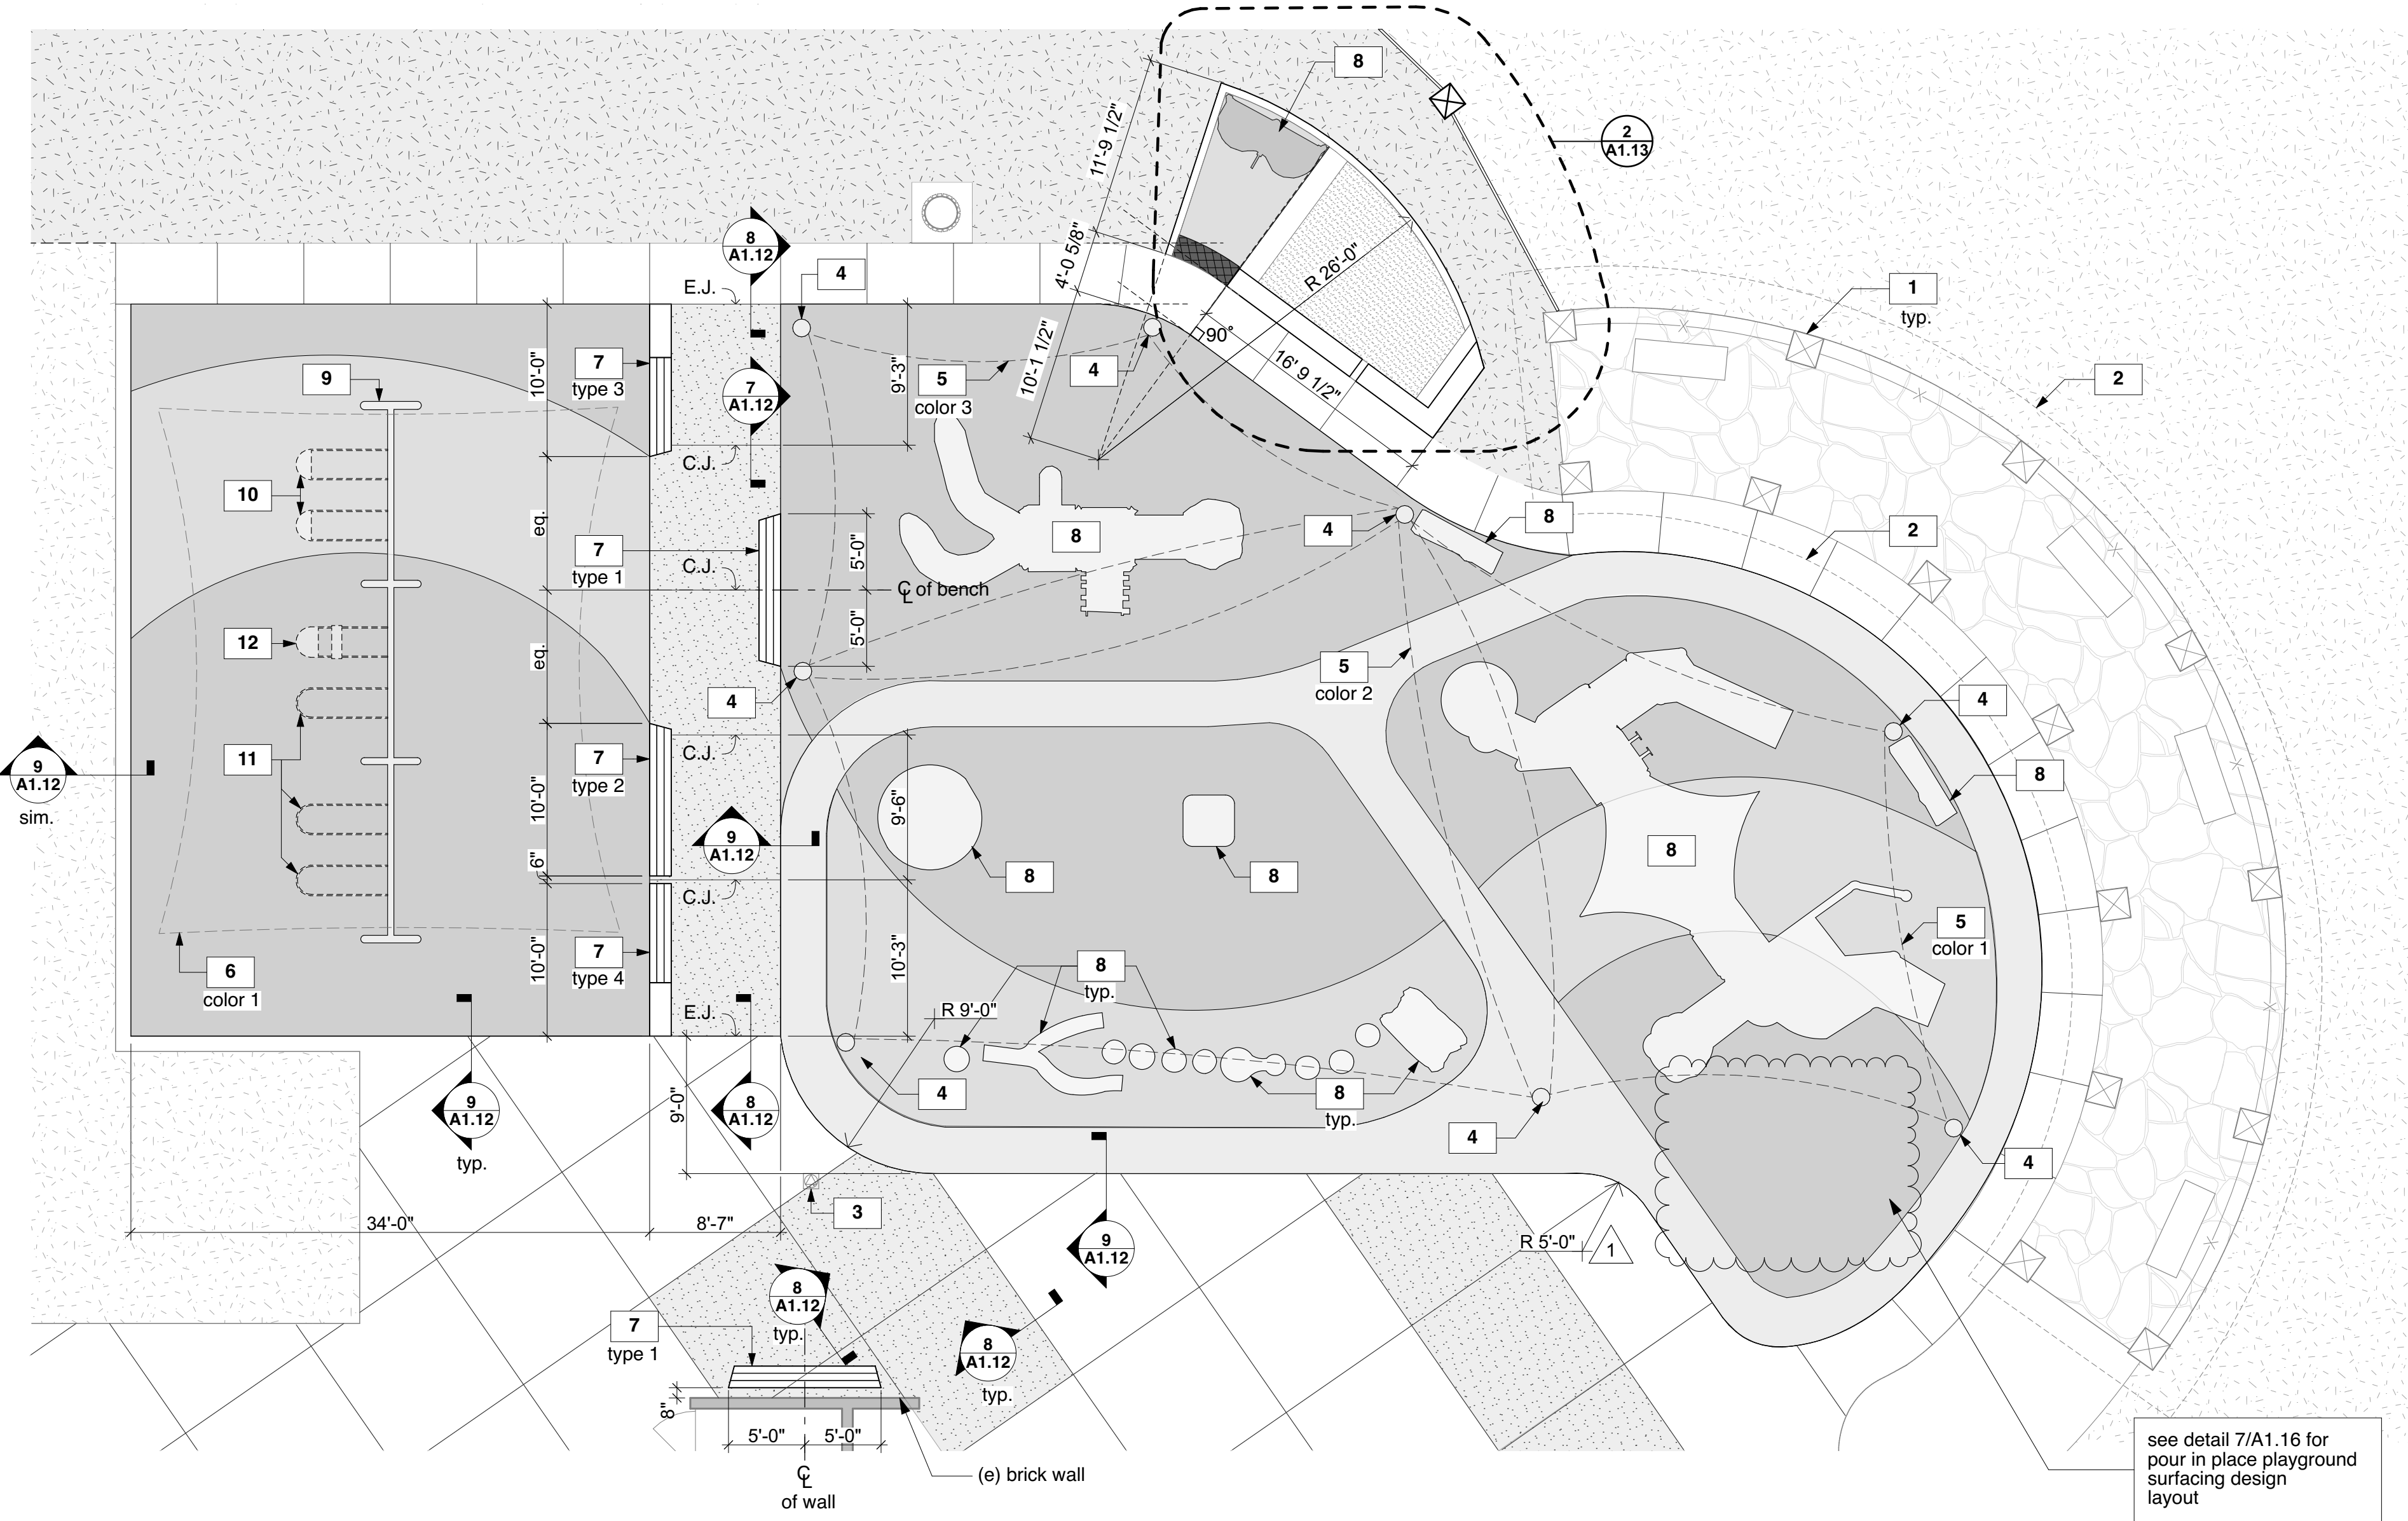 8
2
A1.13
11'-9 1/2"
8
A1.12
4
E.J.
4'-0 5/8"
R 26'-0"
1
typ.
90°
10'-0"
7
type 3
9'-3"
5
color 3
10'-1 1/2"
4
16' 9 1/2"
2
9
7
A1.12
C.J.
10
eq.
7
type 1
C.J.
5'-0"
8
4
8
2
℄ of bench
12
eq.
5'-0"
4
5
color 2
4
11
7
type 2
C.J.
9
A1.12
sim.
10'-0"
9'-6"
9
A1.12
8
8
8
8
6"
C.J.
5
color 1
6
color 1
10'-0"
7
type 4
10'-3"
8
typ.
E.J.
R 9'-0"
4
8
typ.
4
4
9
A1.12
typ.
9'-0"
8
A1.12
3
34'-0"
8'-7"
9
A1.12
R 5'-0"
1
8
A1.12
typ.
7
type 1
8
A1.12
typ.
8"
5'-0"
5'-0"
℄
of wall
(e) brick wall
see detail 7/A1.16 for
pour in place playground
surfacing design
layout